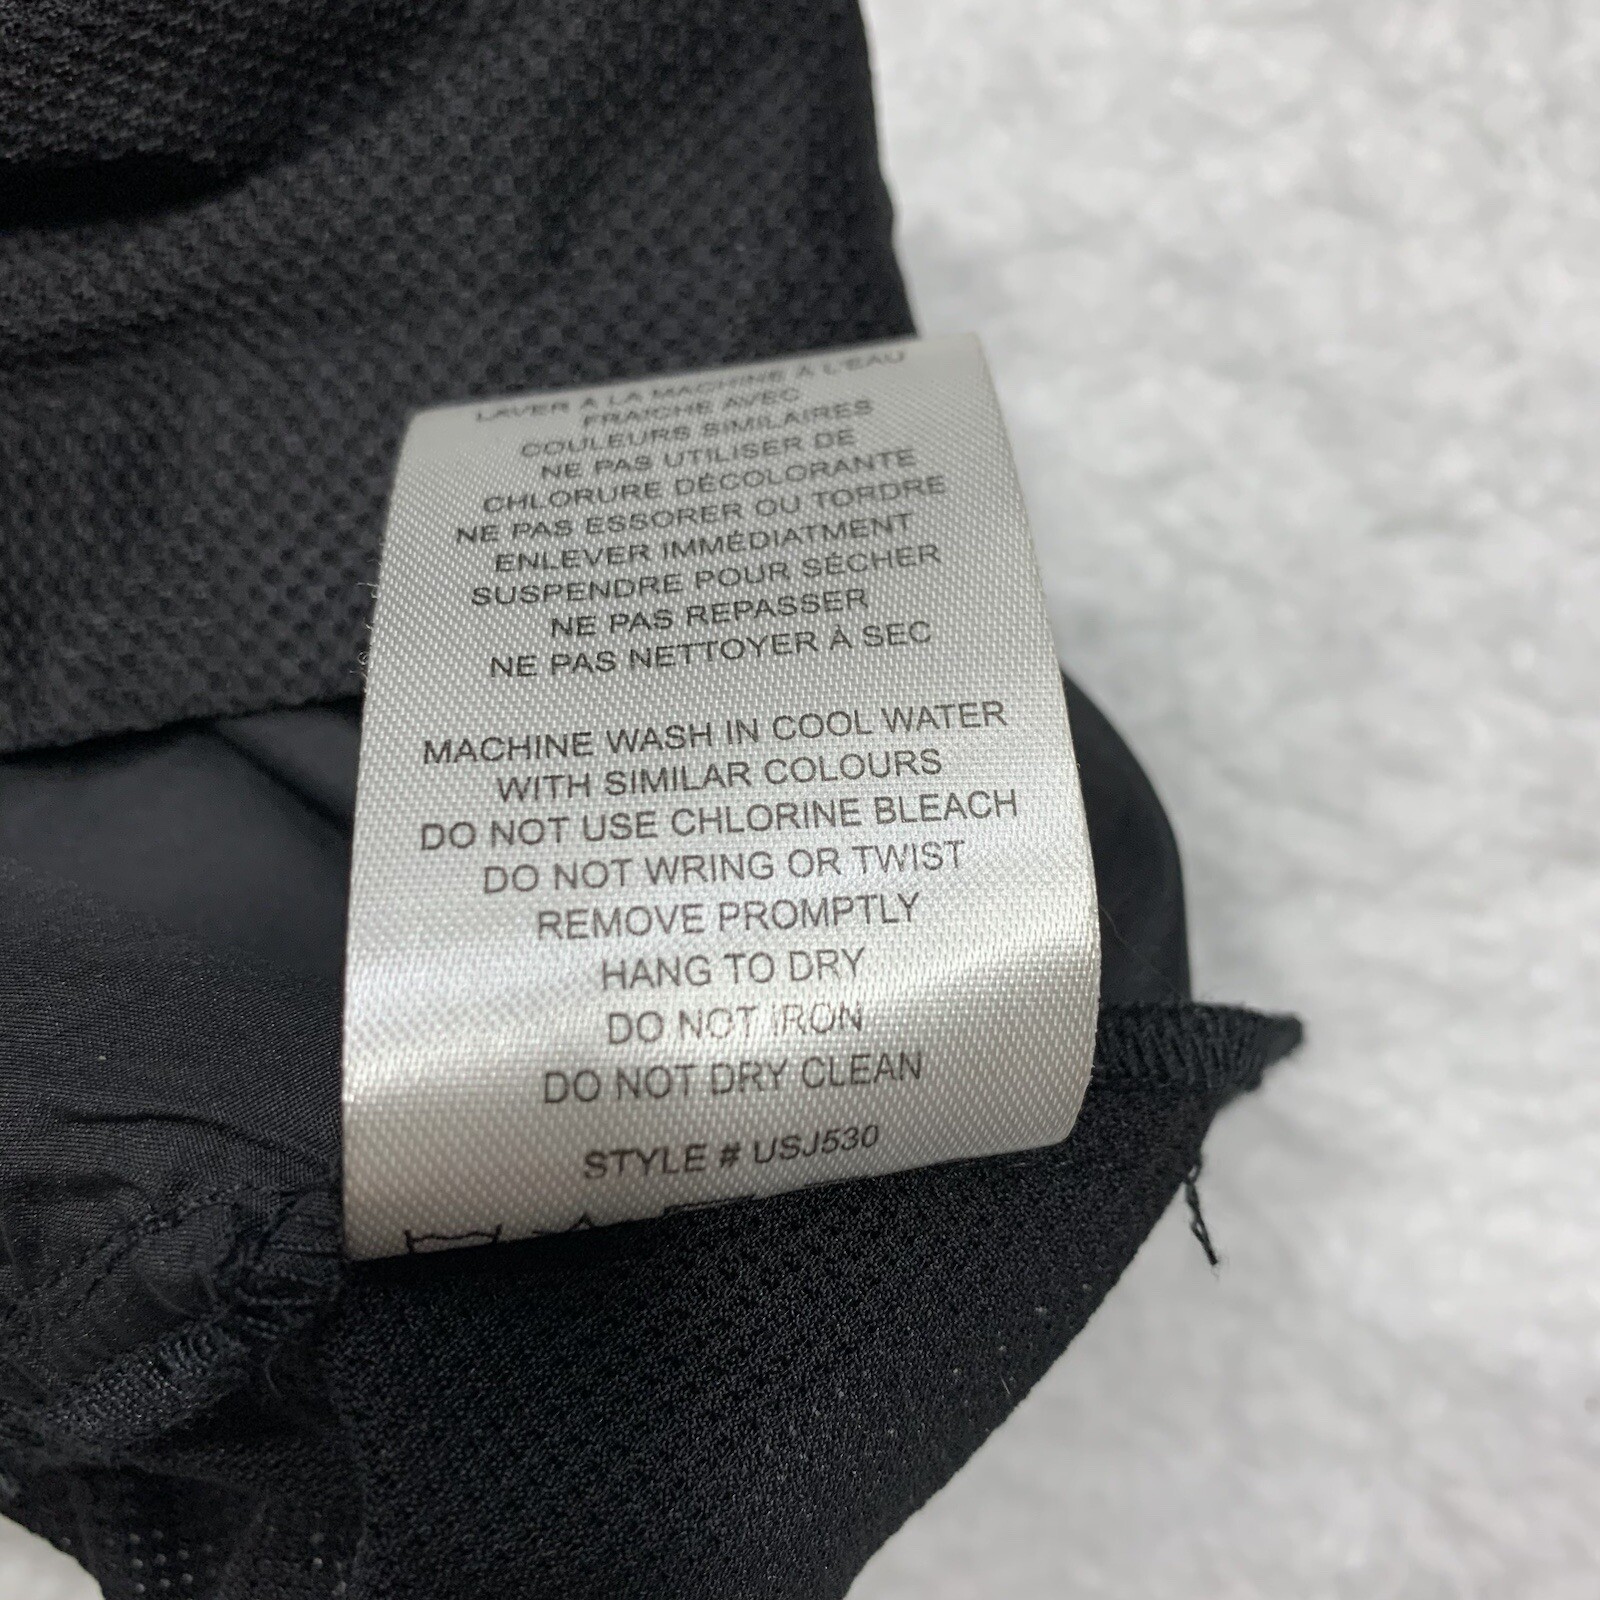 LAVER À LA MACHINE À L'EAU
FRAICHE AVEC
COULEURS SIMILAIRES
NE PAS UTILISER DE
CHLORURE DÉCOLORANTE
NE PAS ESSORER OU TORDRE
ENLEVER IMMÉDIATMENT
SUSPENDRE POUR SÉCHER
NE PAS REPASSER
NE PAS NETTOYER À SEC
MACHINE WASH IN COOL WATER
WITH SIMILAR COLOURS
DO NOT USE CHLORINE BLEACH
DO NOT WRING OR TWIST
REMOVE PROMPTLY
HANG TO DRY
DO NOT IRON
DO NOT DRY CLEAN
STYLE # USJ530